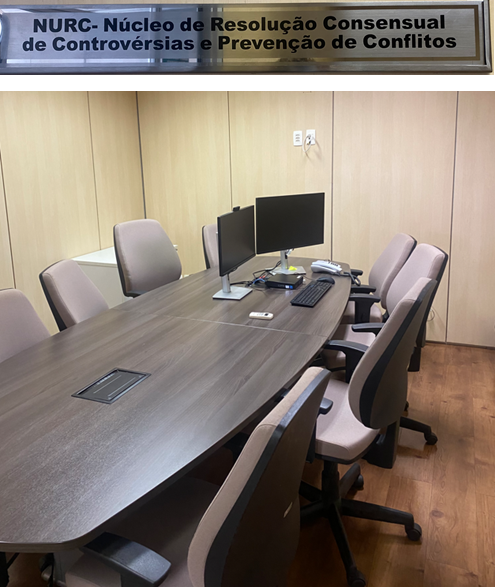 NURC- Núcleo de Resolução Consensual
de Controvérsias e Prevenção de Conflitos